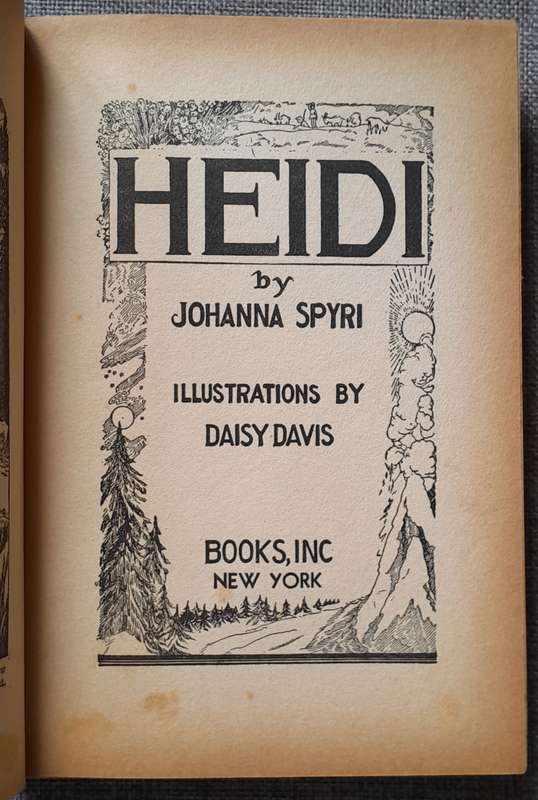 HEIDI
by
JOHANNA SPYRI
ILLUSTRATIONS BY
DAISY DAVIS
BOOKS, INC
NEW YORK